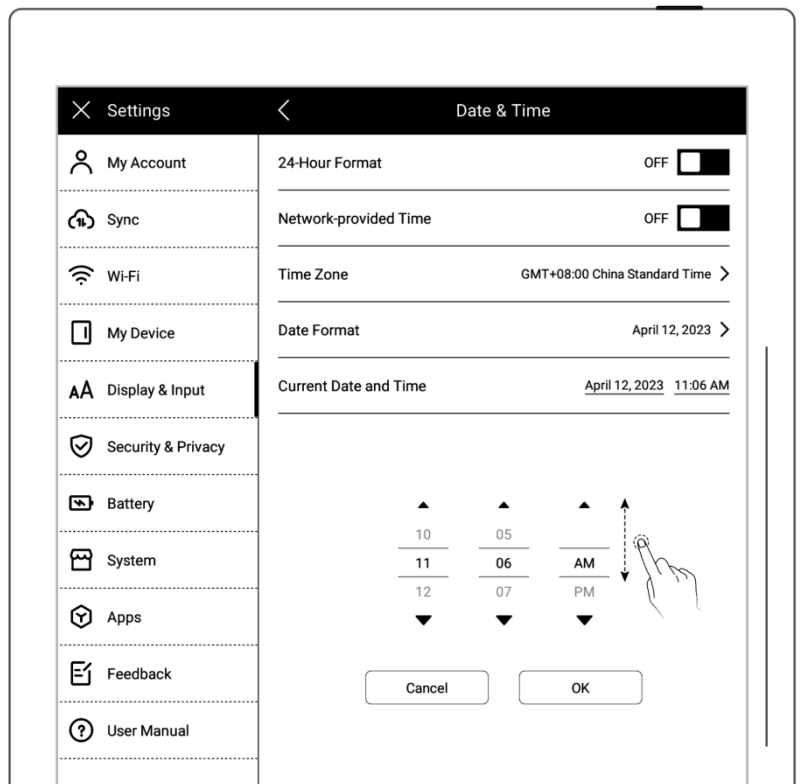 Settings
Date & Time
My Account
24-Hour Format OFF
Sync
Network-provided Time OFF
Wi-Fi
Time Zone GMT+08:00 China Standard Time
My Device
Date Format April 12, 2023
Display & Input
Current Date and Time April 12, 2023 11:06 AM
Security & Privacy
Battery
10 05
System
11 06 AM
12 07 PM
Apps
Feedback
Cancel OK
User Manual